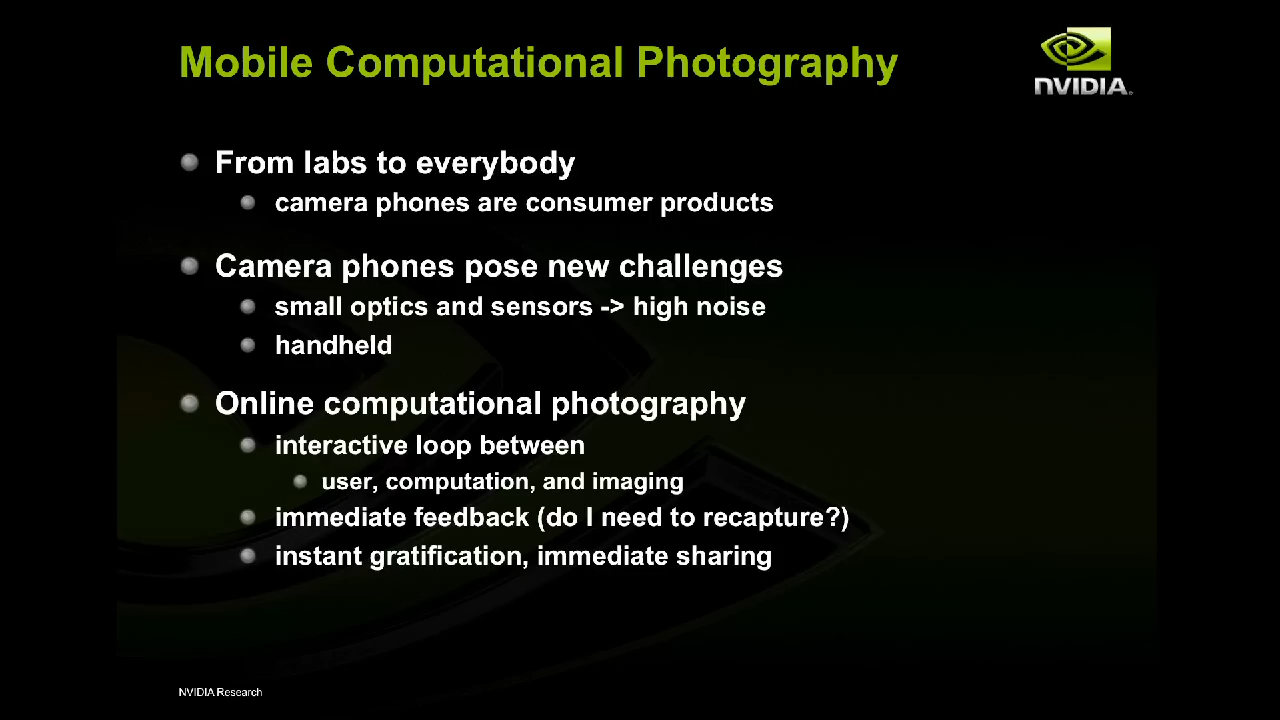 Mobile Computational Photography
NVIDIA.
From labs to everybody
camera phones are consumer products
Camera phones pose new challenges
small optics and sensors -> high noise
handheld
Online computational photography
interactive loop between
user, computation, and imaging
immediate feedback (do I need to recapture?)
instant gratification, immediate sharing
NVIDIA Research